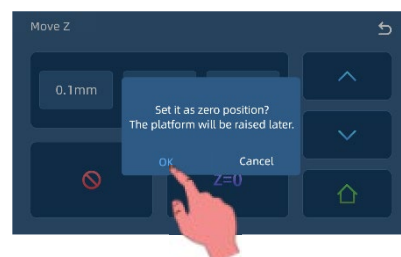 Move Z
0.1mm
Set it as zero position?
The platform will be raised later.
OK
Cancel
Z=0